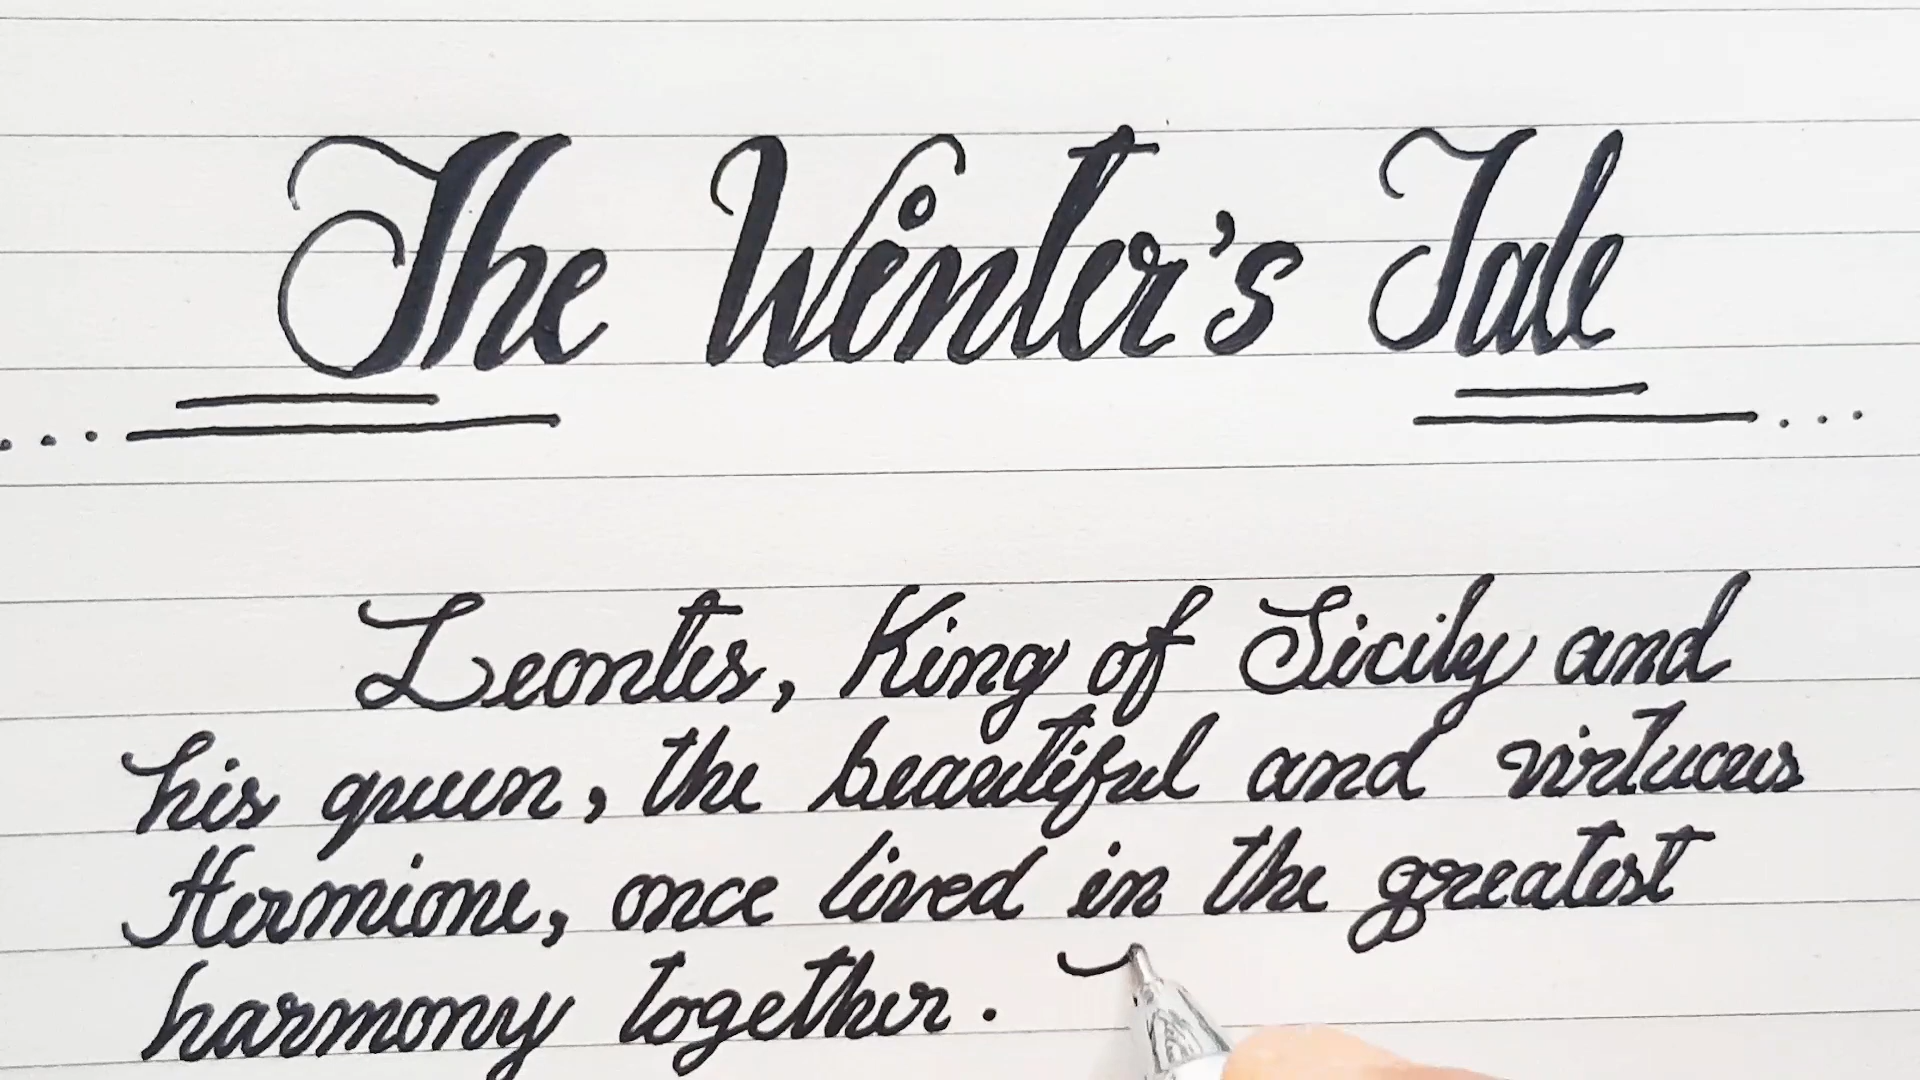 The Winter's Tale
Leontes, King of Sicily and
his queen, the beautiful and virtuous
Hermione, once lived in the greatest
harmony together.